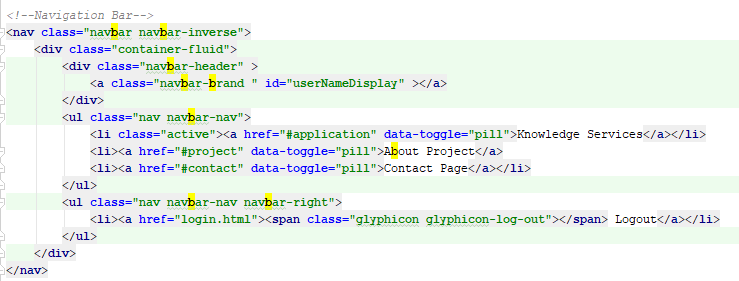 <!--Navigation Bar-->
<nav class="navbar navbar-inverse">
<div class="container-fluid">
<div class="navbar-header" >
<a class="navbar-brand " id="userNameDisplay" ></a>
</div>
<ul class="nav navbar-nav">
<li class="active"><a href="#application" data-toggle="pill">Knowledge Services</a></li>
<li><a href="#project" data-toggle="pill">About Project</a>
<li><a href="#contact" data-toggle="pill">Contact Page</a></li>
</ul>
<ul class="nav navbar-nav navbar-right">
<li><a href="login.html"><span class="glyphicon glyphicon-log-out"></span> Logout</a></li>
</ul>
</div>
</nav>